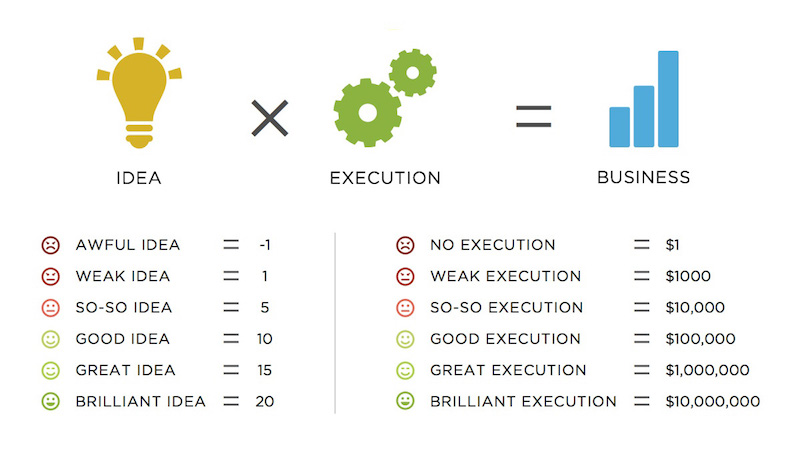 IDEA × EXECUTION = BUSINESS
AWFUL IDEA = -1
WEAK IDEA = 1
SO-SO IDEA = 5
GOOD IDEA = 10
GREAT IDEA = 15
BRILLIANT IDEA = 20
NO EXECUTION = $1
WEAK EXECUTION = $1000
SO-SO EXECUTION = $10,000
GOOD EXECUTION = $100,000
GREAT EXECUTION = $1,000,000
BRILLIANT EXECUTION = $10,000,000